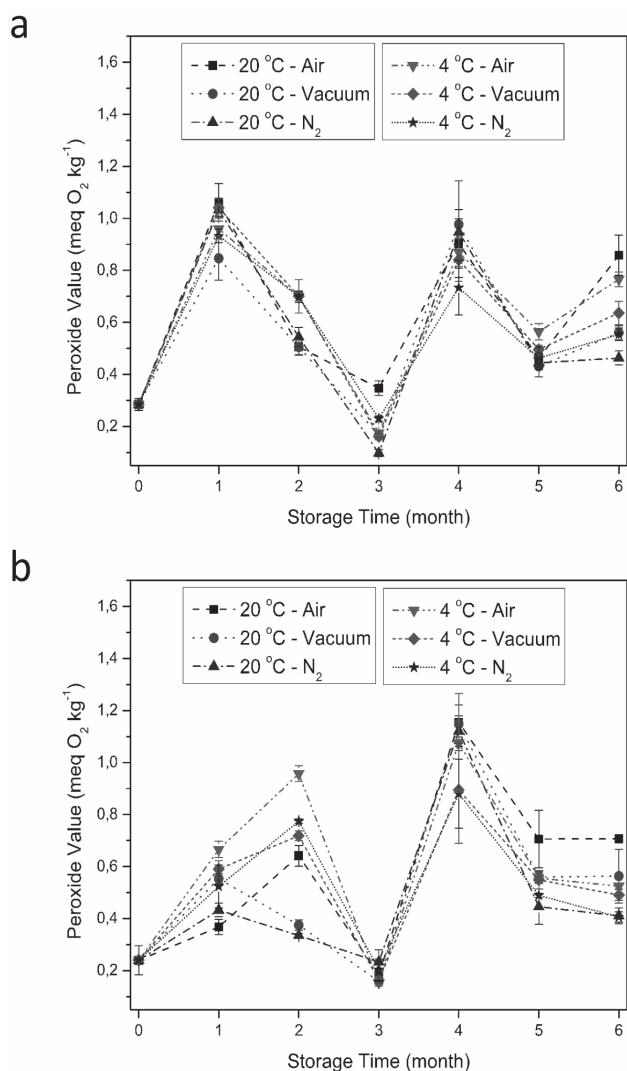 a
Peroxide Value (meq O₂ kg⁻¹)
1,6
1,4
1,2
1,0
0,8
0,6
0,4
0,2
20 °C - Air
20 °C - Vacuum
20 °C - N₂
4 °C - Air
4 °C - Vacuum
4 °C - N₂
0 1 2 3 4 5 6
Storage Time (month)
b
Peroxide Value (meq O₂ kg⁻¹)
1,6
1,4
1,2
1,0
0,8
0,6
0,4
0,2
20 °C - Air
20 °C - Vacuum
20 °C - N₂
4 °C - Air
4 °C - Vacuum
4 °C - N₂
0 1 2 3 4 5 6
Storage Time (month)